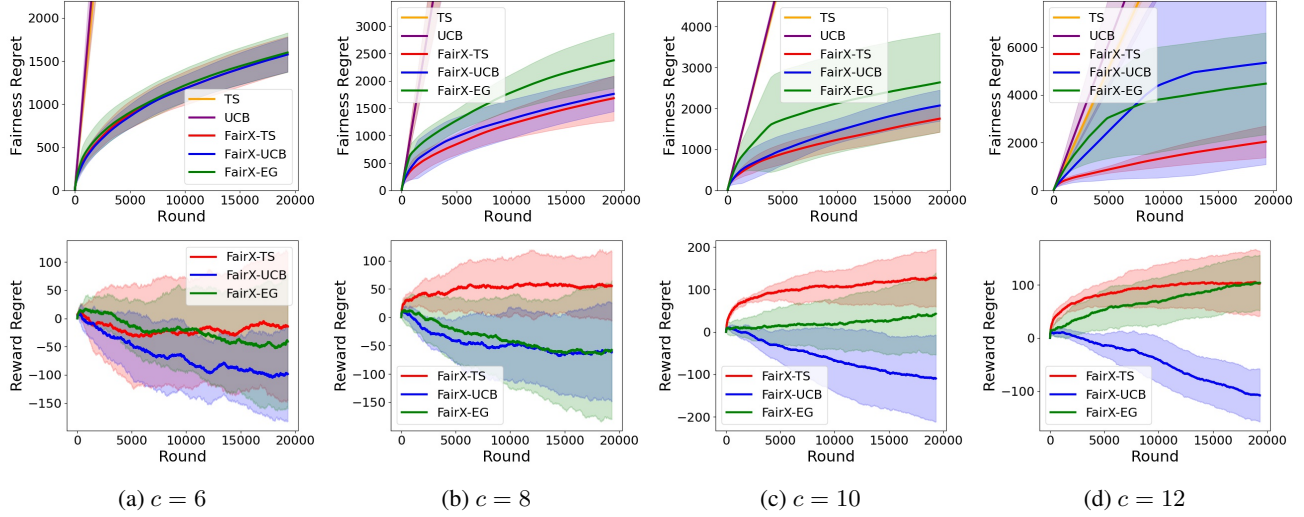 Fairness Regret
2000
1500
1000
500
0
TS
UCB
FairX-TS
FairX-UCB
FairX-EG
0 5000 10000 15000 20000
Round
Fairness Regret
3000
2500
2000
1500
1000
500
0
TS
UCB
FairX-TS
FairX-UCB
FairX-EG
0 5000 10000 15000 20000
Round
Fairness Regret
4000
3000
2000
1000
0
TS
UCB
FairX-TS
FairX-UCB
FairX-EG
0 5000 10000 15000 20000
Round
Fairness Regret
6000
4000
2000
0
TS
UCB
FairX-TS
FairX-UCB
FairX-EG
0 5000 10000 15000 20000
Round
Reward Regret
100
50
0
−50
−100
−150
FairX-TS
FairX-UCB
FairX-EG
0 5000 10000 15000 20000
Round
Reward Regret
100
50
0
−50
−100
−150
FairX-TS
FairX-UCB
FairX-EG
0 5000 10000 15000 20000
Round
Reward Regret
200
100
0
−100
−200
FairX-TS
FairX-UCB
FairX-EG
0 5000 10000 15000 20000
Round
Reward Regret
100
0
−100
FairX-TS
FairX-UCB
FairX-EG
0 5000 10000 15000 20000
Round
(a) c = 6
(b) c = 8
(c) c = 10
(d) c = 12